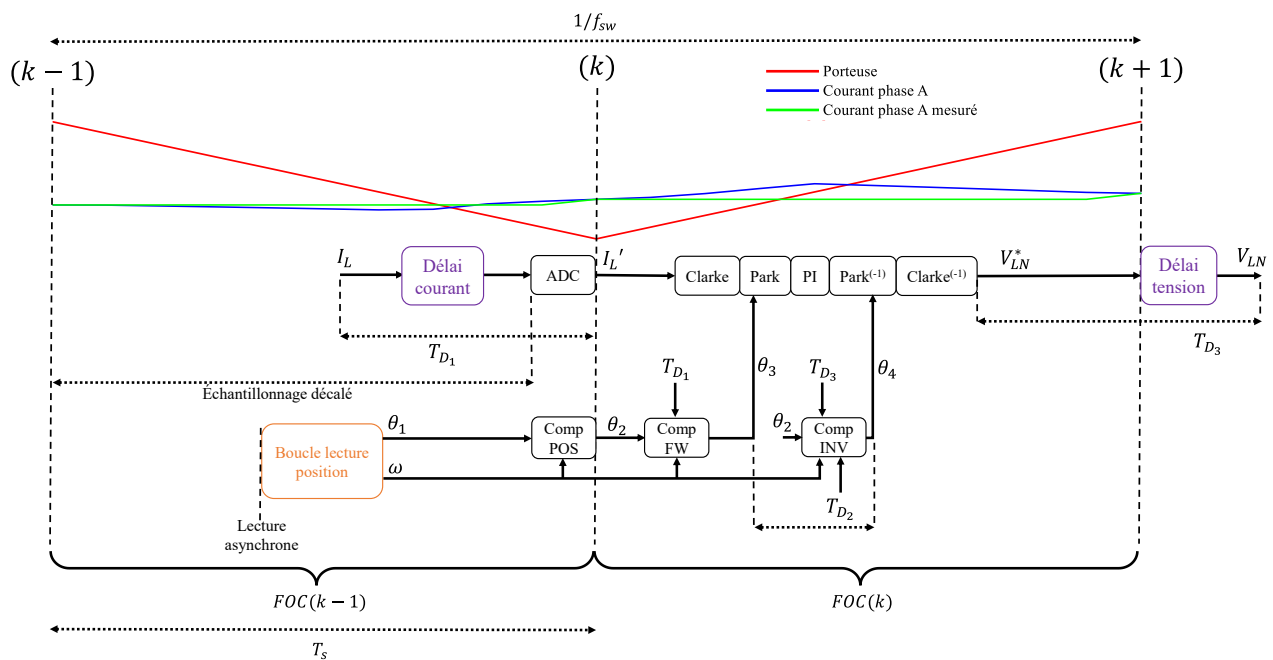 1/f_sw
(k − 1)
(k)
(k + 1)
Porteuse
Courant phase A
Courant phase A mesuré
I_L
Délai
courant
ADC
I_L′
Clarke
Park
PI
Park(-1)
Clarke(-1)
V*_LN
Délai
tension
V_LN
T_D1
T_D3
Échantillonnage décalé
Boucle lecture
position
θ1
ω
Comp
POS
θ2
T_D1
Comp
FW
θ3
T_D3
θ2
Comp
INV
θ4
T_D2
Lecture
asynchrone
FOC(k − 1)
FOC(k)
T_s